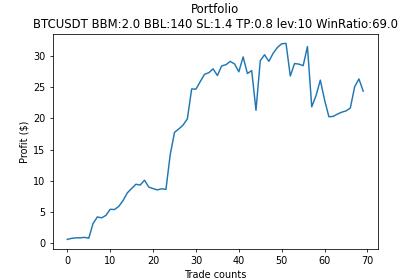 Portfolio
BTCUSDT BBM:2.0 BBL:140 SL:1.4 TP:0.8 lev:10 WinRatio:69.0
30
25
20
15
10
5
0
Profit ($)
0 10 20 30 40 50 60 70
Trade counts